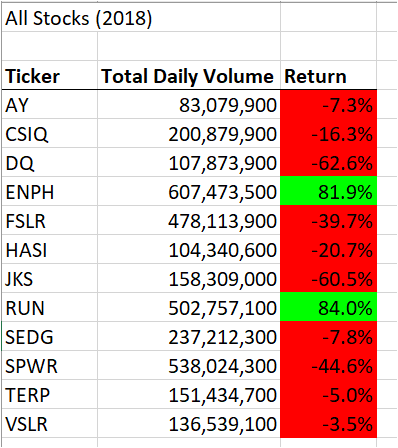 All Stocks (2018)
Ticker Total Daily Volume Return
AY 83,079,900 -7.3%
CSIQ 200,879,900 -16.3%
DQ 107,873,900 -62.6%
ENPH 607,473,500 81.9%
FSLR 478,113,900 -39.7%
HASI 104,340,600 -20.7%
JKS 158,309,000 -60.5%
RUN 502,757,100 84.0%
SEDG 237,212,300 -7.8%
SPWR 538,024,300 -44.6%
TERP 151,434,700 -5.0%
VSLR 136,539,100 -3.5%